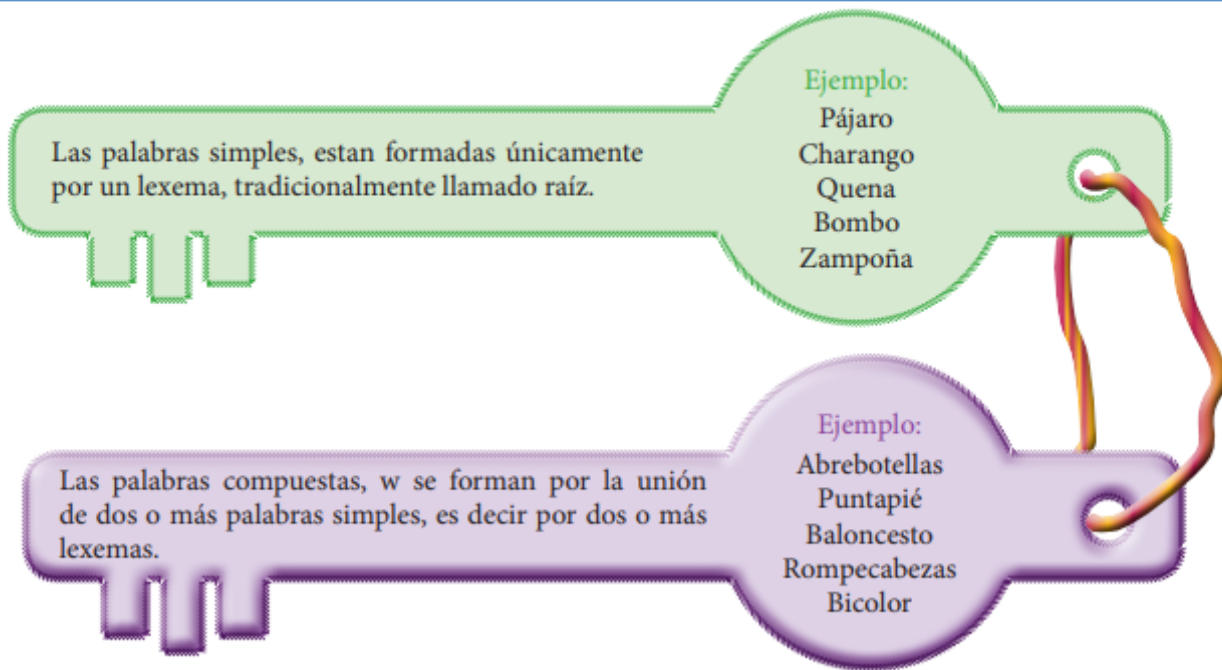 Las palabras simples, estan formadas únicamente
por un lexema, tradicionalmente llamado raíz.
Ejemplo:
Pájaro
Charango
Quena
Bombo
Zampoña
Las palabras compuestas, w se forman por la unión
de dos o más palabras simples, es decir por dos o más
lexemas.
Ejemplo:
Abrebotellas
Puntapié
Baloncesto
Rompecabezas
Bicolor